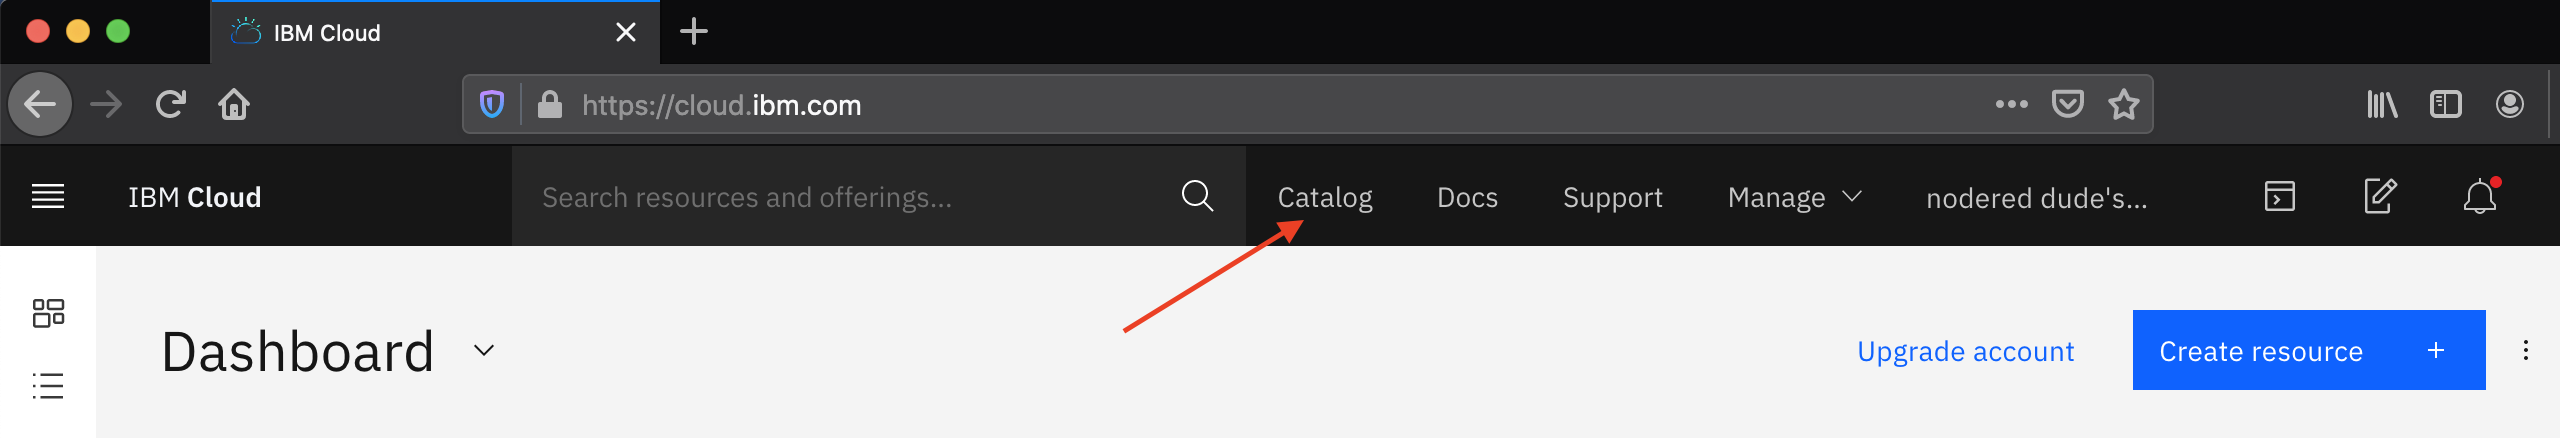 IBM Cloud
https://cloud.ibm.com
IBM Cloud
Search resources and offerings...
Catalog
Docs
Support
Manage
nodered dude's...
Dashboard
Upgrade account
Create resource +